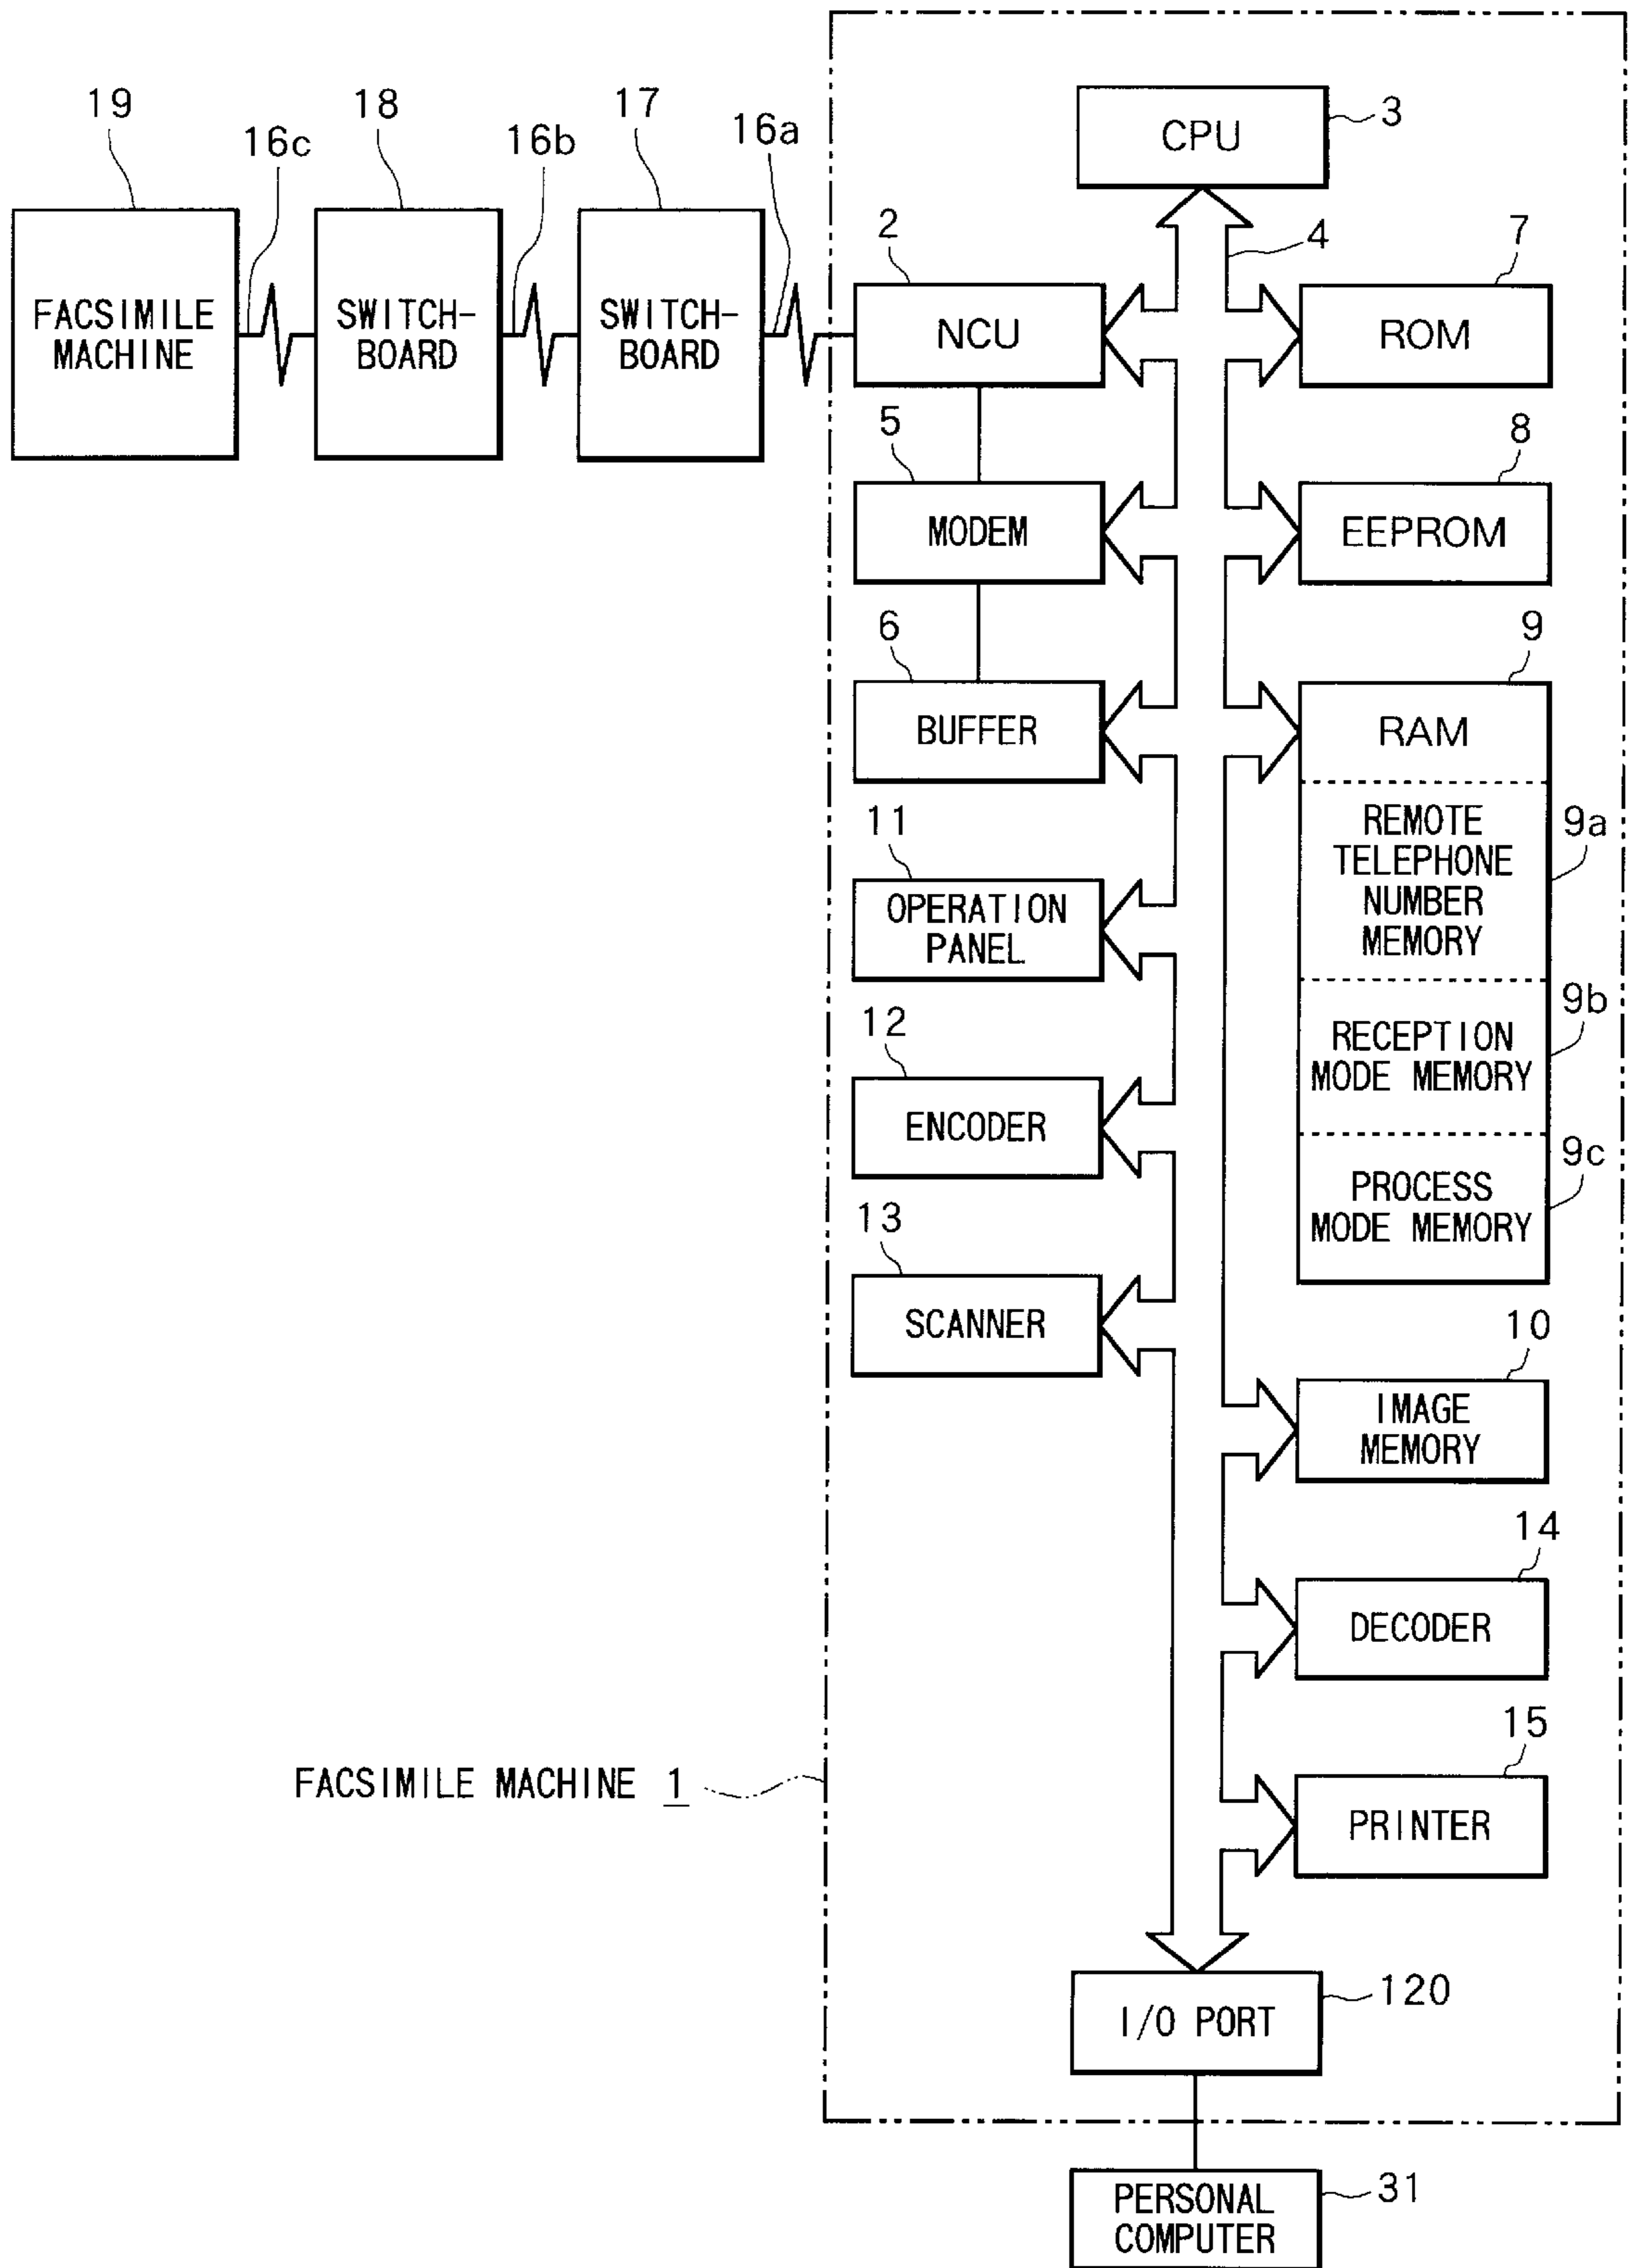 19
16c
18
16b
17
16a
FACSIMILE
MACHINE
SWITCH-
BOARD
SWITCH-
BOARD
CPU
3
4
2
NCU
7
ROM
5
MODEM
8
EEPROM
6
BUFFER
9
RAM
REMOTE
TELEPHONE
NUMBER
MEMORY
9a
RECEPTION
MODE MEMORY
9b
PROCESS
MODE MEMORY
9c
11
OPERATION
PANEL
12
ENCODER
13
SCANNER
10
IMAGE
MEMORY
14
DECODER
15
PRINTER
FACSIMILE MACHINE 1
I/O PORT
120
PERSONAL
COMPUTER
31